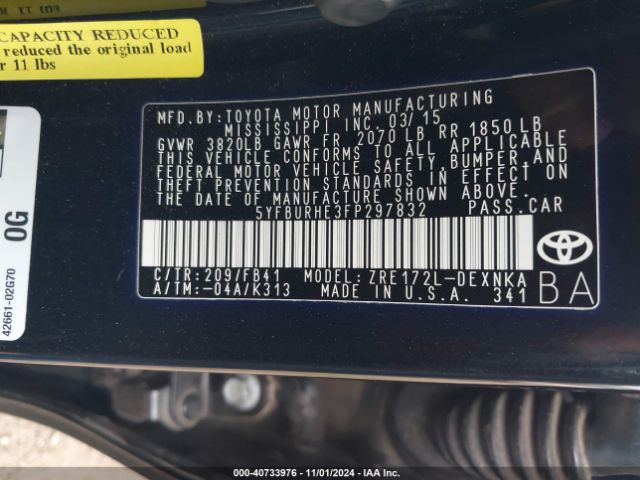 CAPACITY REDUCED
reduced the original load
r 11 lbs
0G
42661-02G70
MFD.BY:TOYOTA MOTOR MANUFACTURING
MISSISSIPPI INC. 03/15
GVWR 3820LB GAWR FR 2070 LB RR 1850LB
THIS VEHICLE CONFORMS TO ALL APPLICABLE
FEDERAL MOTOR VEHICLE SAFETY, BUMPER, AND
THEFT PREVENTION STANDARDS IN EFFECT ON
THE DATE OF MANUFACTURE SHOWN ABOVE.
5YFBURHE3FP297832 PASS.CAR
C/TR:209/FB41 MODEL: ZRE172L-DEXNKA
A/TM:-04A/K313 MADE IN U.S.A. 341
BA
000-40733976 • 11/01/2024 - IAA Inc.